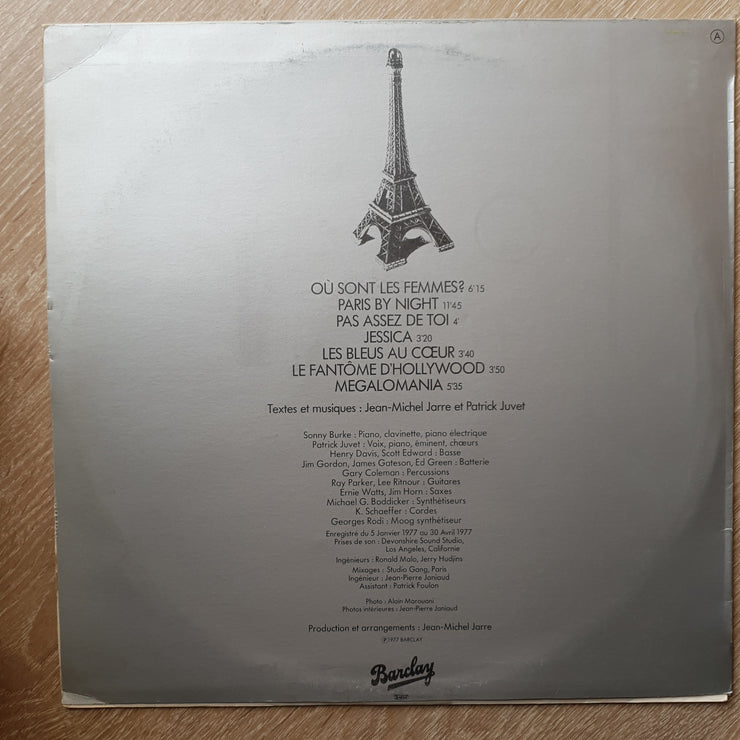 A
OÙ SONT LES FEMMES? 6'15
PARIS BY NIGHT 11'45
PAS ASSEZ DE TOI 4'
JESSICA 3'20
LES BLEUS AU CŒUR 3'40
LE FANTÔME D'HOLLYWOOD 3'50
MEGALOMANIA 5'35
Textes et musiques : Jean-Michel Jarre et Patrick Juvet
Sonny Burke : Piano, clavinette, piano électrique
Patrick Juvet : Voix, piano, éminent, chœurs
Henry Davis, Scott Edward : Basse
Jim Gordon, James Gateson, Ed Green : Batterie
Gary Coleman : Percussions
Ray Parker, Lee Ritnour : Guitares
Ernie Watts, Jim Horn : Saxes
Michael G. Boddicker : Synthétiseurs
K. Schaeffer : Cordes
Georges Rodi : Moog synthétiseur
Enregistré du 5 Janvier 1977 au 30 Avril 1977
Prises de son : Devonshire Sound Studio,
Los Angeles, Californie
Ingénieurs : Ronald Malo, Jerry Hudjins
Mixages : Studio Gang, Paris
Ingénieur : Jean-Pierre Janiaud
Assistant : Patrick Foulon
Photo : Alain Marouani
Photos intérieures : Jean-Pierre Janiaud
Production et arrangements : Jean-Michel Jarre
℗ 1977 BARCLAY
Barclay